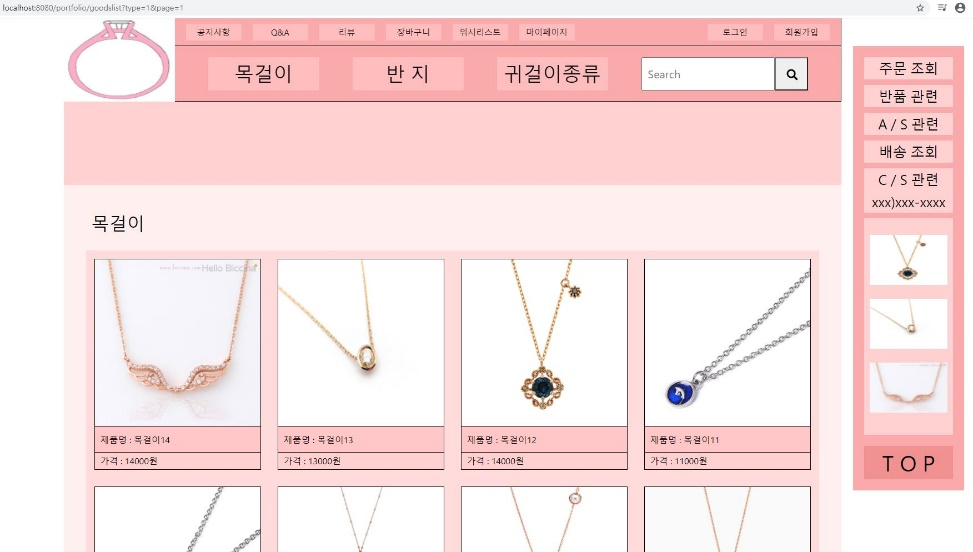 localhost:8080/portfolio/goodslist?type=1&page=1
공지사항 Q&A 리뷰 장바구니 위시리스트 마이페이지 로그인 회원가입
목걸이 반 지 귀걸이종류 Search
주문 조회
반품 관련
A / S 관련
배송 조회
C / S 관련
xxx)xxx-xxxx
목걸이
Hello Biccina
제품명 : 목걸이14
가격 : 14000원
제품명 : 목걸이13
가격 : 13000원
제품명 : 목걸이12
가격 : 14000원
제품명 : 목걸이11
가격 : 11000원
T O P